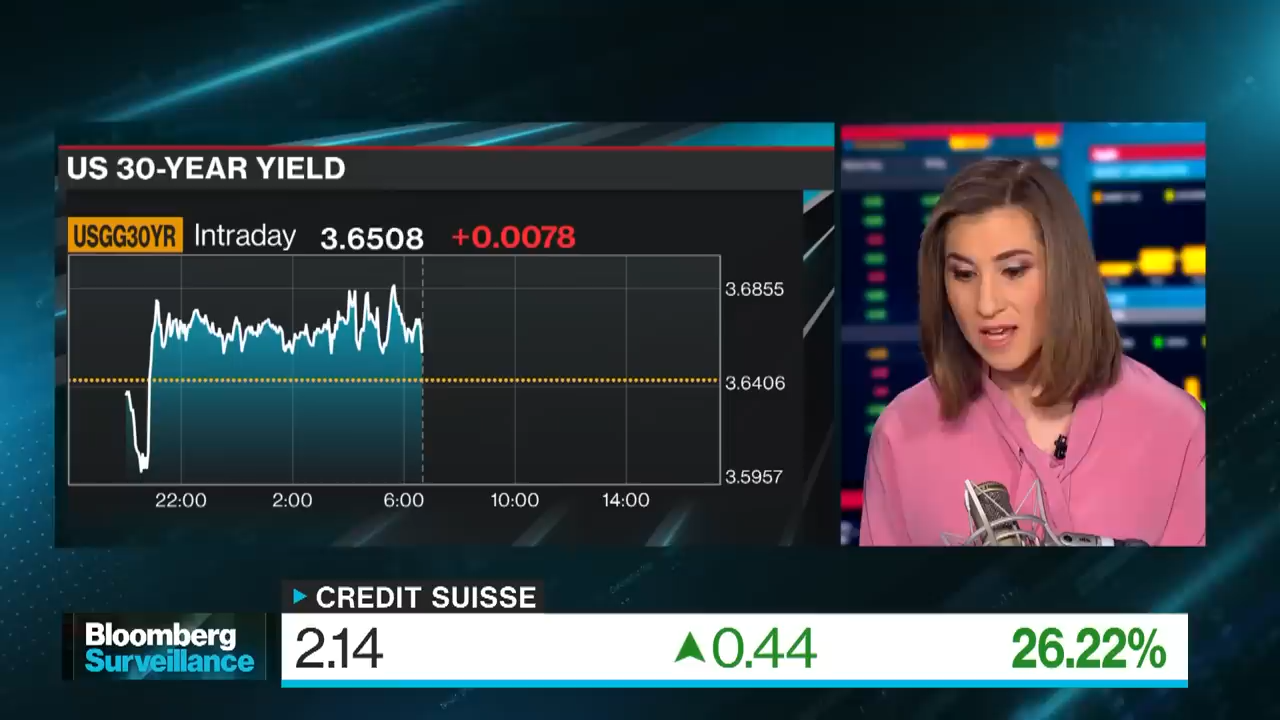 US 30-YEAR YIELD
USGG30YR Intraday 3.6508 +0.0078
3.6855
3.6406
3.5957
22:00 2:00 6:00 10:00 14:00
CREDIT SUISSE
Bloomberg
Surveillance
2.14 ▲0.44 26.22%